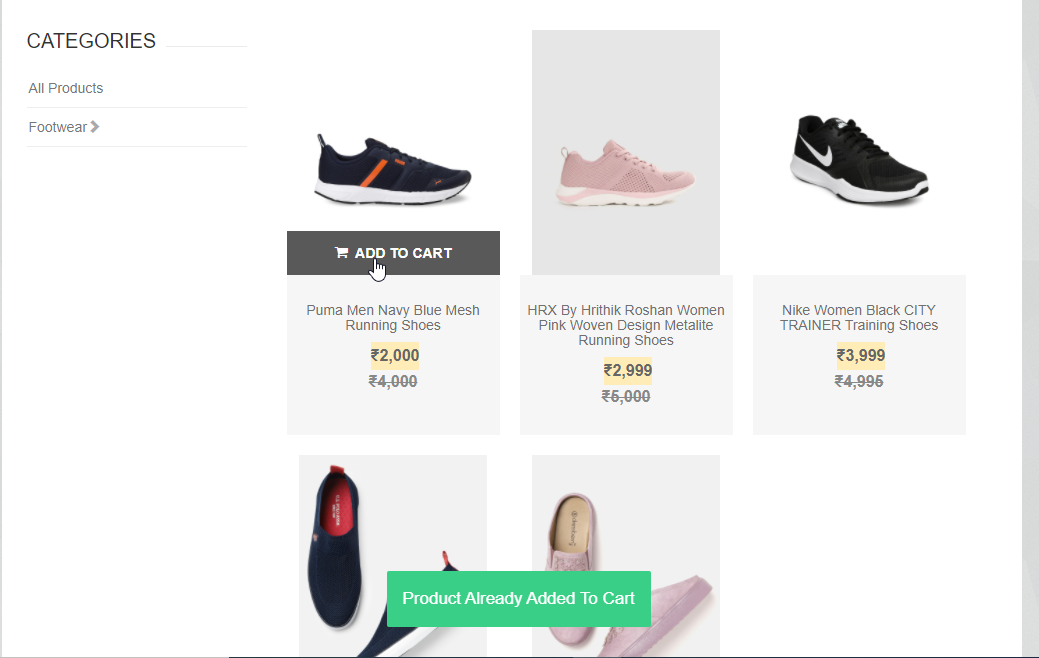 CATEGORIES
All Products
Footwear
ADD TO CART
Puma Men Navy Blue Mesh
Running Shoes
₹2,000
₹4,000
HRX By Hrithik Roshan Women
Pink Woven Design Metalite
Running Shoes
₹2,999
₹5,000
Nike Women Black CITY
TRAINER Training Shoes
₹3,999
₹4,995
Product Already Added To Cart